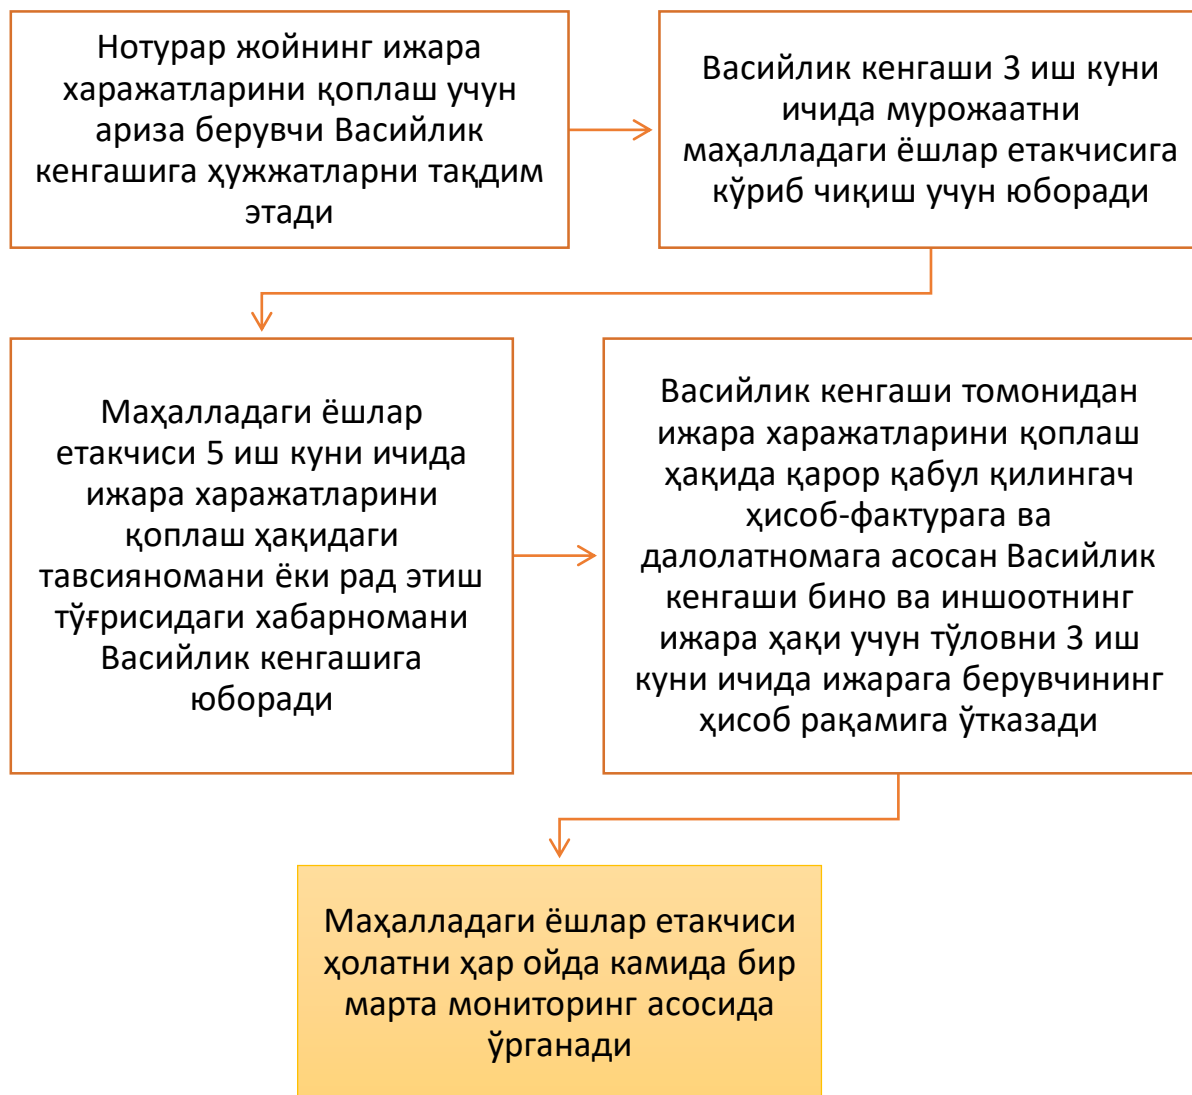 Нотурар жойнинг ижара
харажатларини қоплаш учун
ариза берувчи Васийлик
кенгашига ҳужжатларни тақдим
этади
Васийлик кенгаши 3 иш куни
ичида мурожаатни
маҳалладаги ёшлар етакчисига
кўриб чиқиш учун юборади
Маҳалладаги ёшлар
етакчиси 5 иш куни ичида
ижара харажатларини
қоплаш ҳақидаги
тавсияномани ёки рад этиш
тўғрисидаги хабарномани
Васийлик кенгашига
юборади
Васийлик кенгаши томонидан
ижара харажатларини қоплаш
ҳақида қарор қабул қилингач
ҳисоб-фактурага ва
далолатномага асосан Васийлик
кенгаши бино ва иншоотнинг
ижара ҳақи учун тўловни 3 иш
куни ичида ижарага берувчининг
ҳисоб рақамига ўтказади
Маҳалладаги ёшлар етакчиси
ҳолатни ҳар ойда камида бир
марта мониторинг асосида
ўрганади